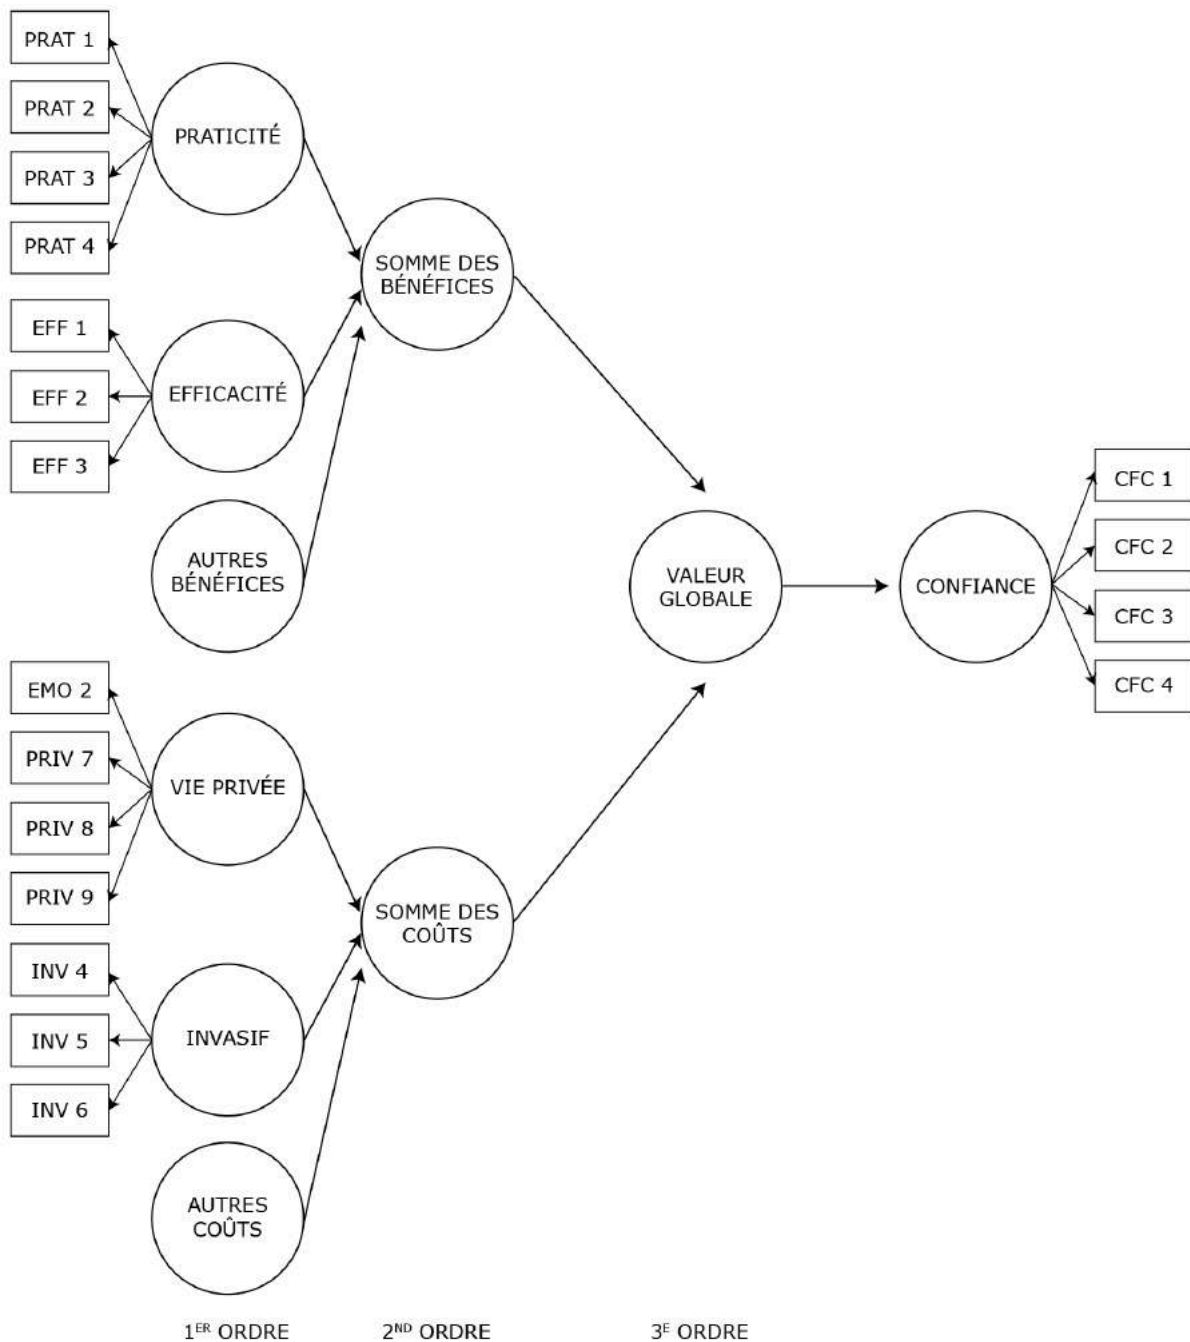 PRAT 1
PRAT 2
PRAT 3
PRAT 4
PRATICITÉ
EFF 1
EFF 2
EFF 3
EFFICACITÉ
AUTRES
BÉNÉFICES
SOMME DES
BÉNÉFICES
EMO 2
PRIV 7
PRIV 8
PRIV 9
VIE PRIVÉE
INV 4
INV 5
INV 6
INVASIF
AUTRES
COÛTS
SOMME DES
COÛTS
VALEUR
GLOBALE
CONFIANCE
CFC 1
CFC 2
CFC 3
CFC 4
1ER ORDRE
2ND ORDRE
3E ORDRE